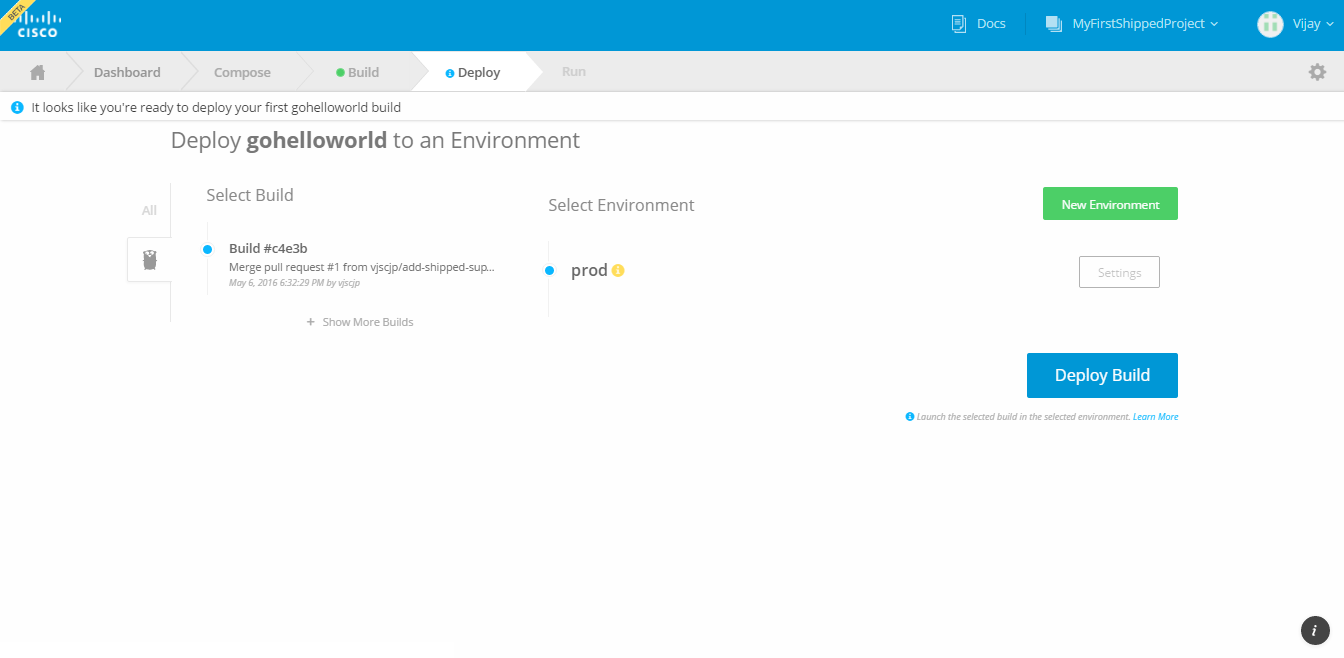 BETA
CISCO
Docs
MyFirstShippedProject
Vijay
Dashboard
Compose
Build
Deploy
Run
It looks like you're ready to deploy your first gohelloworld build
Deploy gohelloworld to an Environment
All
Select Build
Select Environment
New Environment
Build #c4e3b
Merge pull request #1 from vjscjp/add-shipped-sup...
May 6, 2016 6:32:29 PM by vjscjp
prod
Settings
+ Show More Builds
Deploy Build
Launch the selected build in the selected environment. Learn More